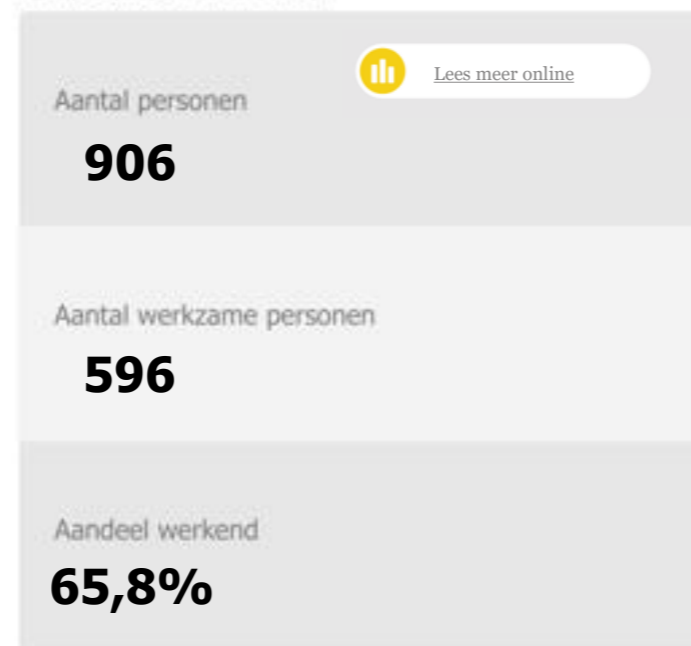 Lees meer online
Aantal personen
906
Aantal werkzame personen
596
Aandeel werkend
65,8%